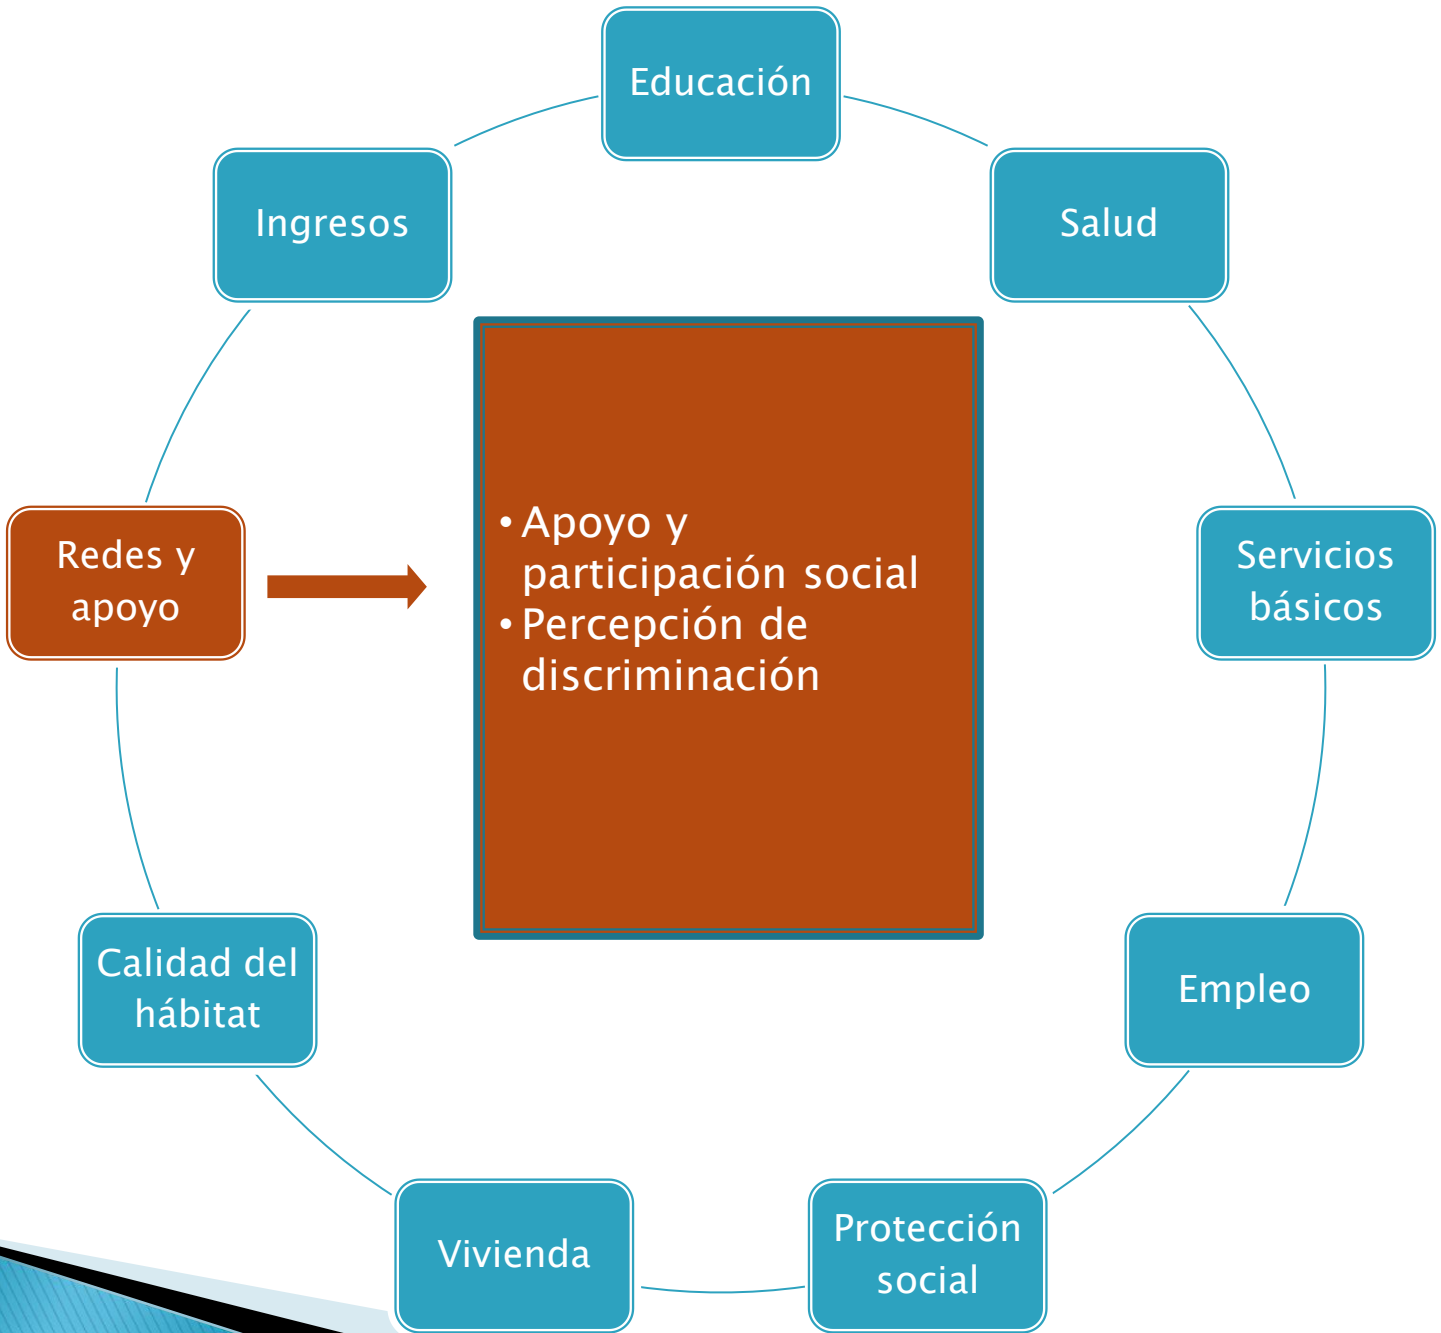 Educación
Ingresos
Salud
• Apoyo y
participación social
• Percepción de
discriminación
Redes y
apoyo
Servicios
básicos
Calidad del
hábitat
Empleo
Vivienda
Protección
social